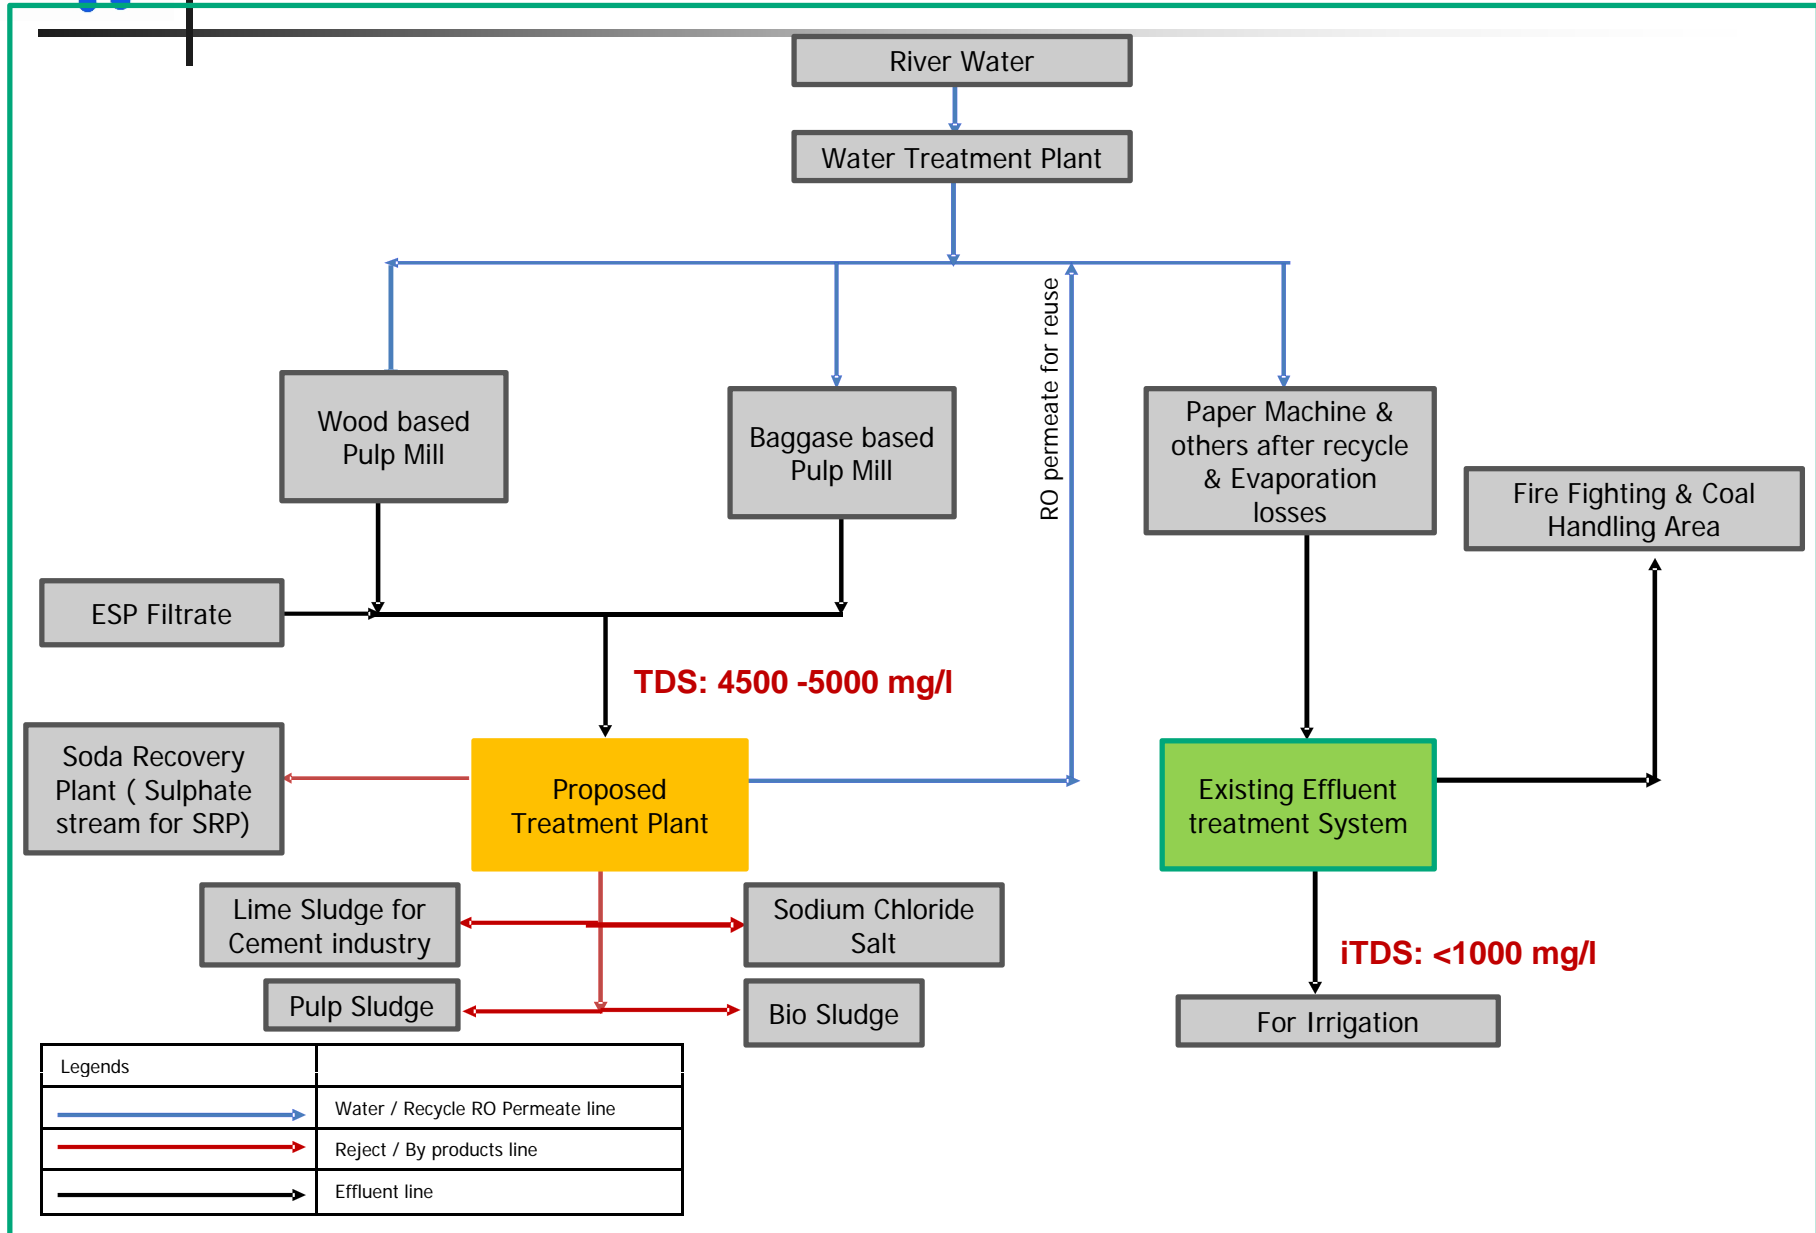 River Water
Water Treatment Plant
RO permeate for reuse
Wood based
Pulp Mill
Baggase based
Pulp Mill
Paper Machine &
others after recycle
& Evaporation
losses
Fire Fighting & Coal
Handling Area
ESP Filtrate
TDS: 4500 -5000 mg/l
Soda Recovery
Plant ( Sulphate
stream for SRP)
Proposed
Treatment Plant
Existing Effluent
treatment System
Lime Sludge for
Cement industry
Sodium Chloride
Salt
iTDS: <1000 mg/l
Pulp Sludge
Bio Sludge
For Irrigation
Legends
Water / Recycle RO Permeate line
Reject / By products line
Effluent line